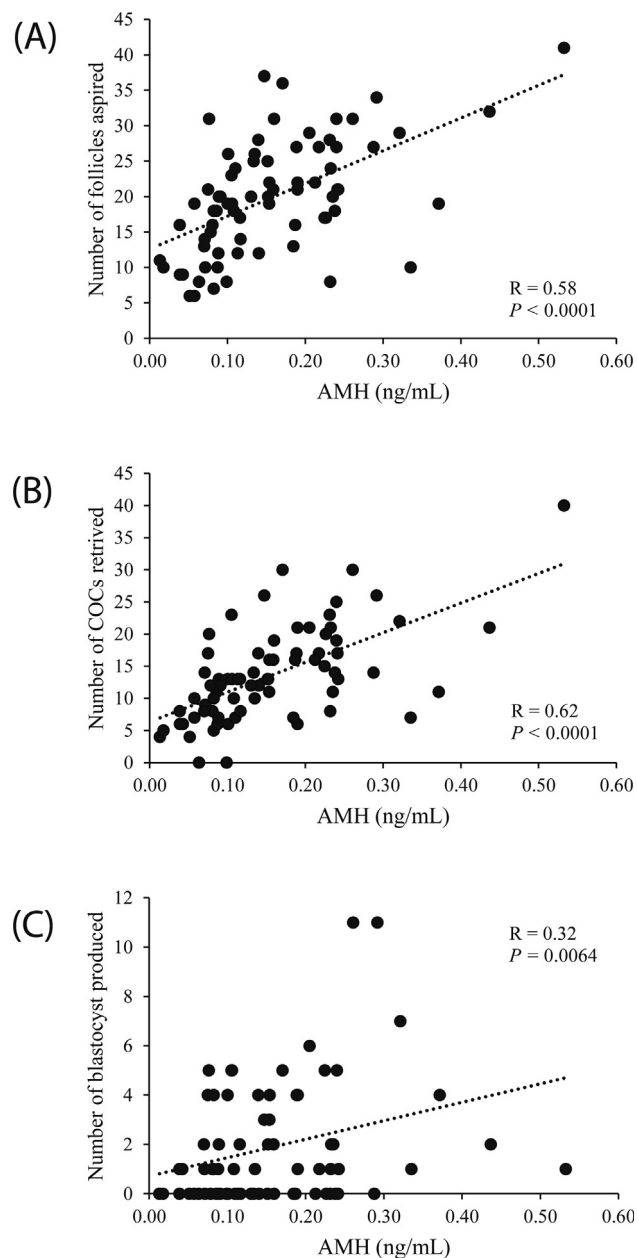 (A)
Number of follicles aspired
45
40
35
30
25
20
15
10
5
0
R = 0.58
P < 0.0001
0.00 0.10 0.20 0.30 0.40 0.50 0.60
AMH (ng/mL)
(B)
Number of COCs retrived
45
40
35
30
25
20
15
10
5
0
R = 0.62
P < 0.0001
0.00 0.10 0.20 0.30 0.40 0.50 0.60
AMH (ng/mL)
(C)
Number of blastocyst produced
12
10
8
6
4
2
0
R = 0.32
P = 0.0064
0.00 0.10 0.20 0.30 0.40 0.50 0.60
AMH (ng/mL)